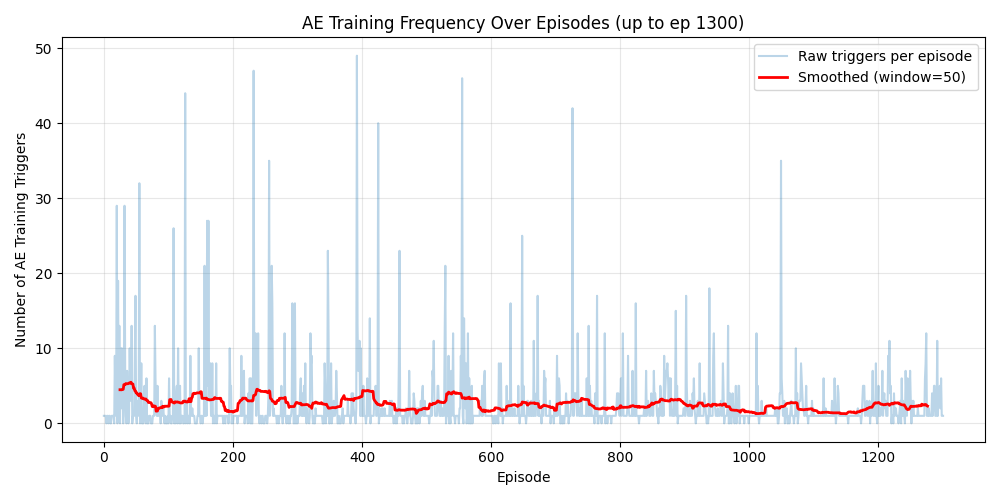 AE Training Frequency Over Episodes (up to ep 1300)
Raw triggers per episode
Smoothed (window=50)
Number of AE Training Triggers
50
40
30
20
10
0
0 200 400 600 800 1000 1200
Episode